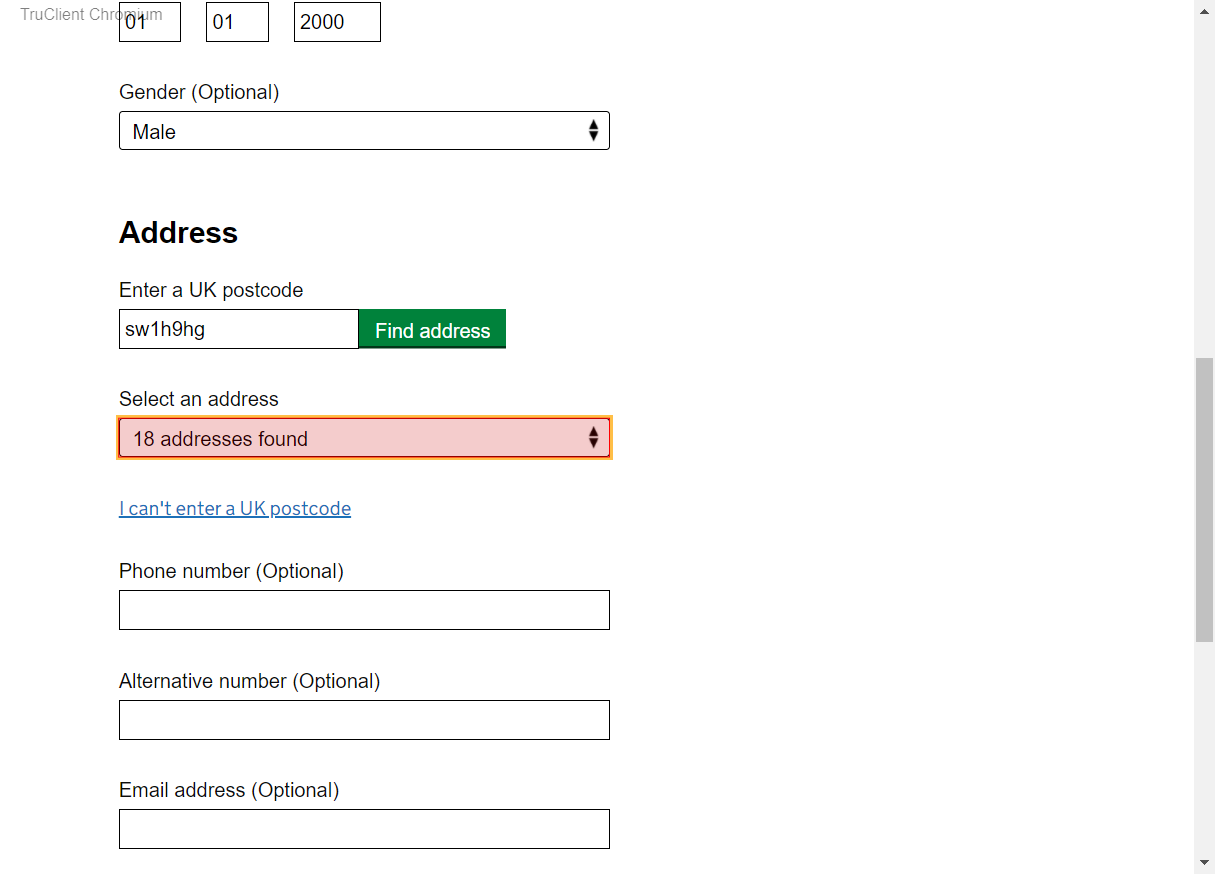 TruClient Chromium
01 01 2000
Gender (Optional)
Male
Address
Enter a UK postcode
sw1h9hg Find address
Select an address
18 addresses found
I can't enter a UK postcode
Phone number (Optional)
Alternative number (Optional)
Email address (Optional)